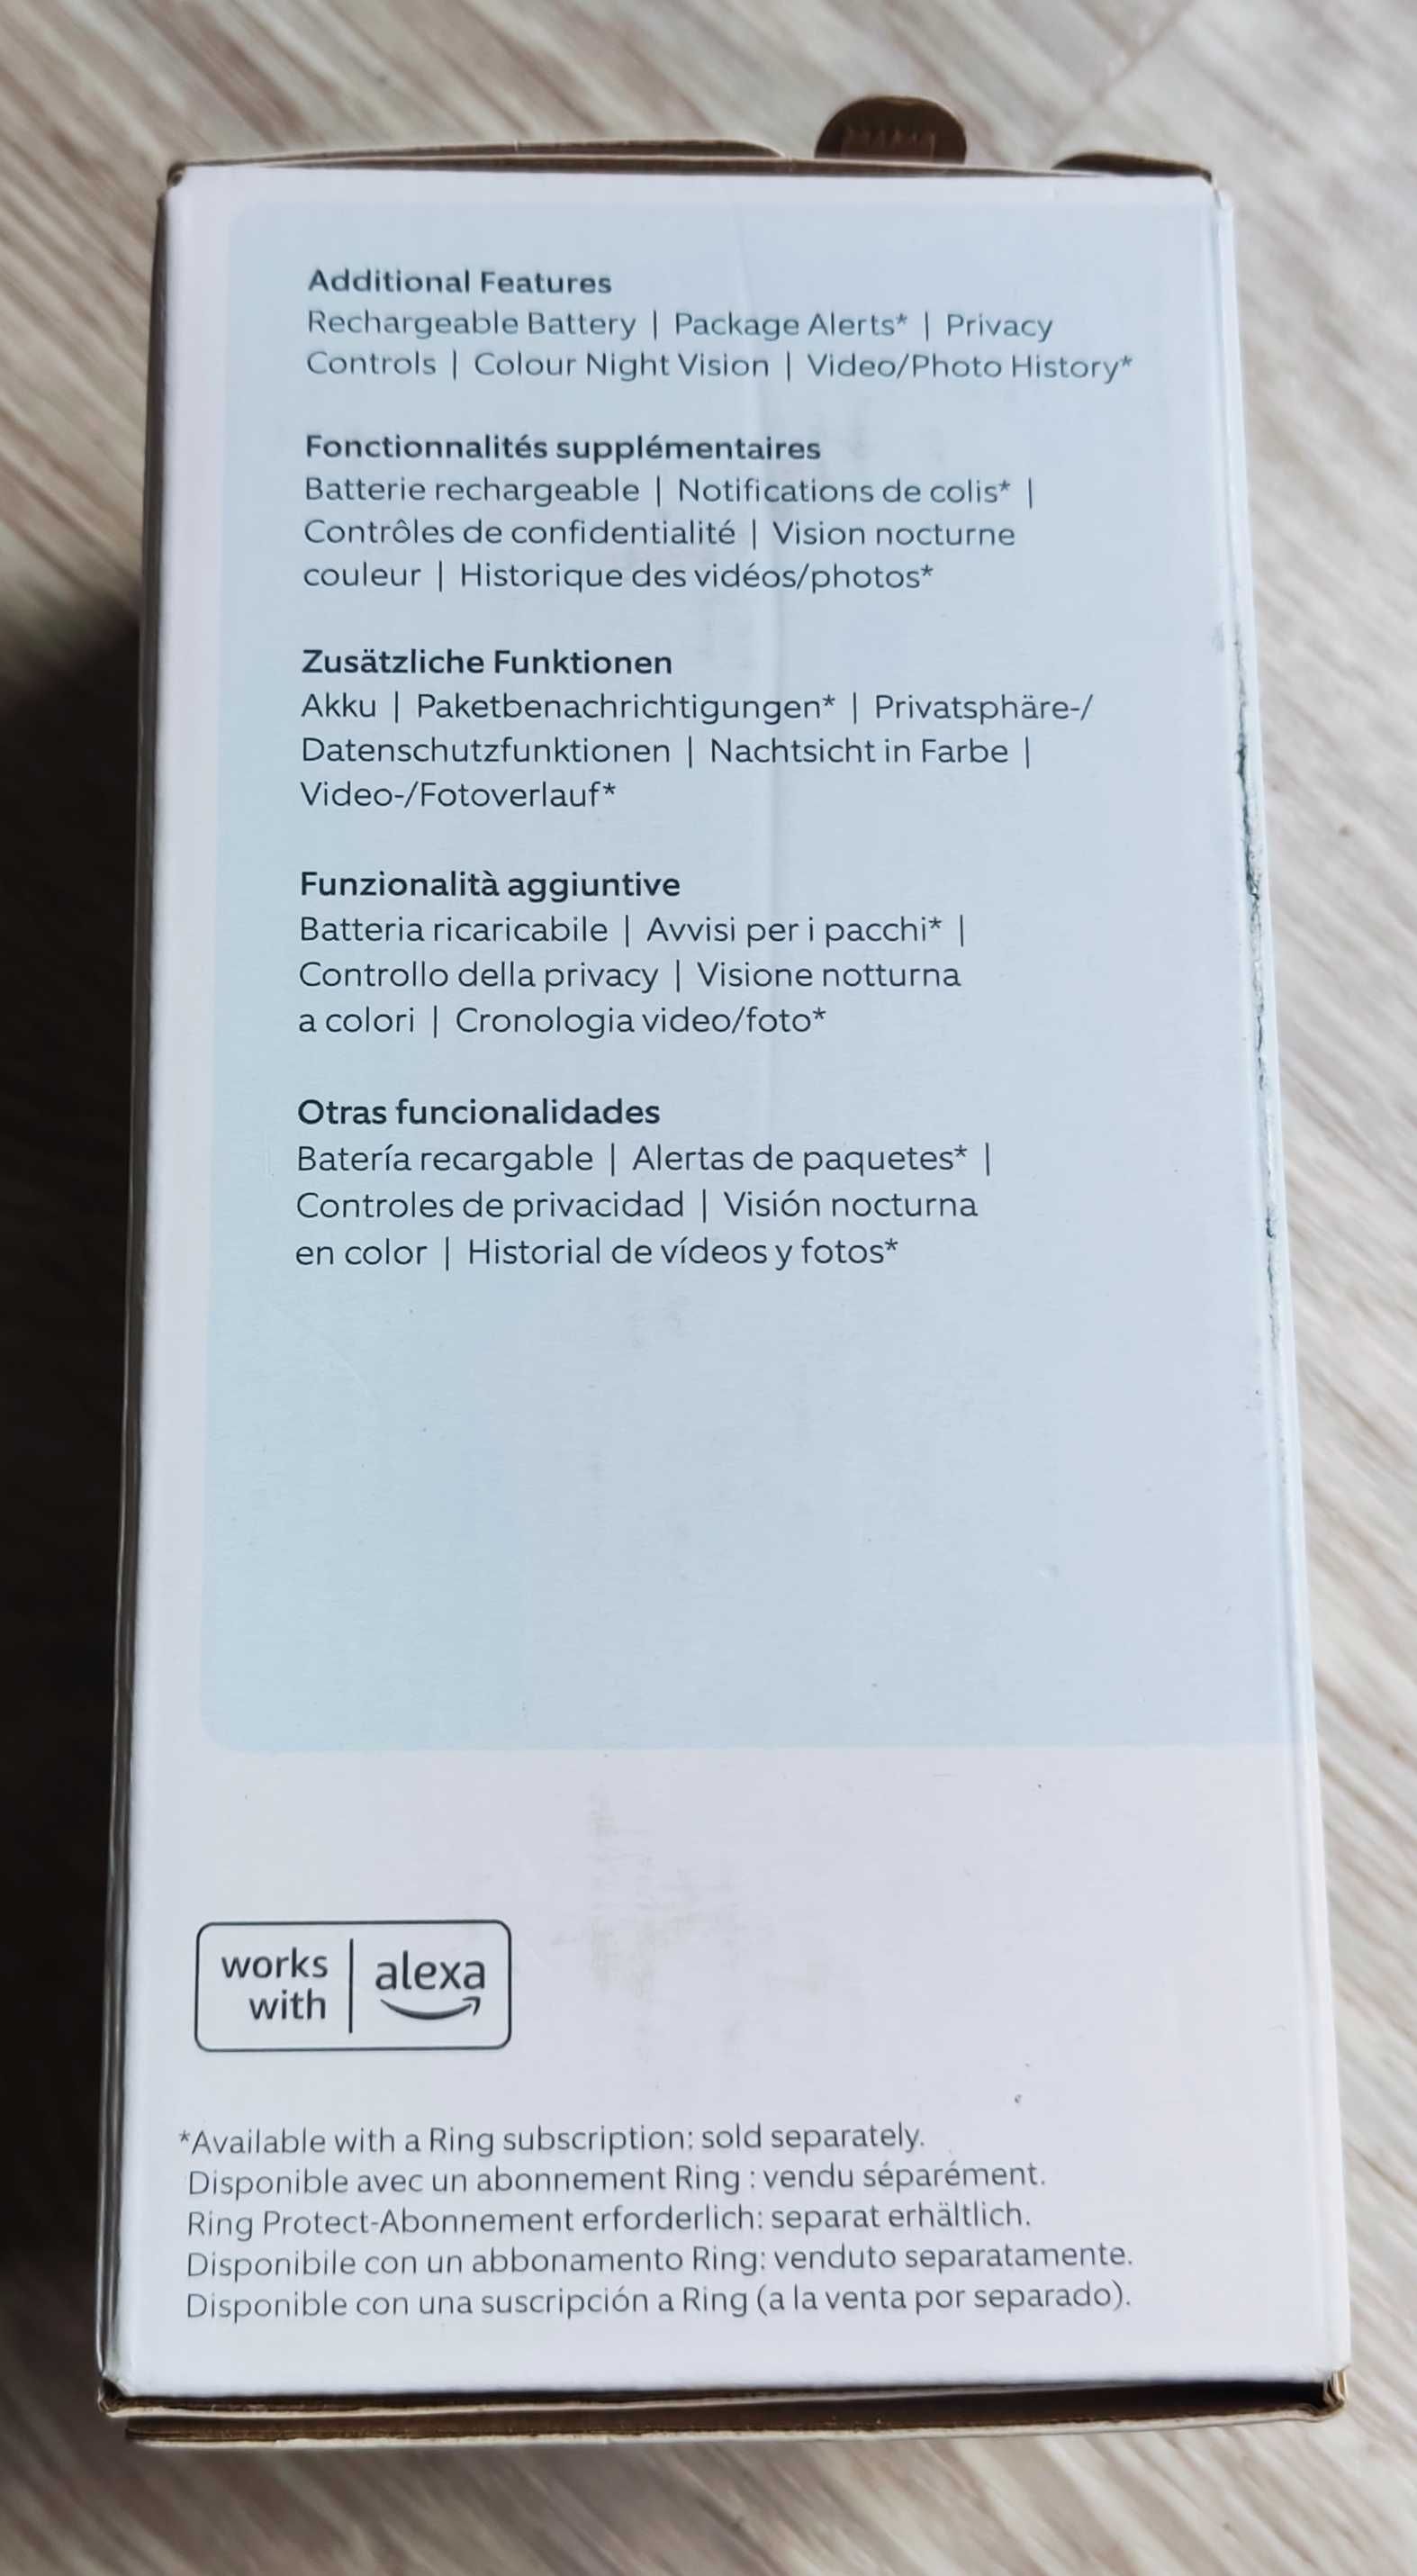 Additional Features
Rechargeable Battery | Package Alerts* | Privacy
Controls | Colour Night Vision | Video/Photo History*
Fonctionnalités supplémentaires
Batterie rechargeable | Notifications de colis* |
Contrôles de confidentialité | Vision nocturne
couleur | Historique des vidéos/photos*
Zusätzliche Funktionen
Akku | Paketbenachrichtigungen* | Privatsphäre-/
Datenschutzfunktionen | Nachtsicht in Farbe |
Video-/Fotoverlauf*
Funzionalità aggiuntive
Batteria ricaricabile | Avvisi per i pacchi* |
Controllo della privacy | Visione notturna
a colori | Cronologia video/foto*
Otras funcionalidades
Batería recargable | Alertas de paquetes* |
Controles de privacidad | Visión nocturna
en color | Historial de vídeos y fotos*
works
with
alexa
*Available with a Ring subscription; sold separately.
Disponible avec un abonnement Ring : vendu séparément.
Ring Protect-Abonnement erforderlich: separat erhältlich.
Disponibile con un abbonamento Ring: venduto separatamente.
Disponible con una suscripción a Ring (a la venta por separado).